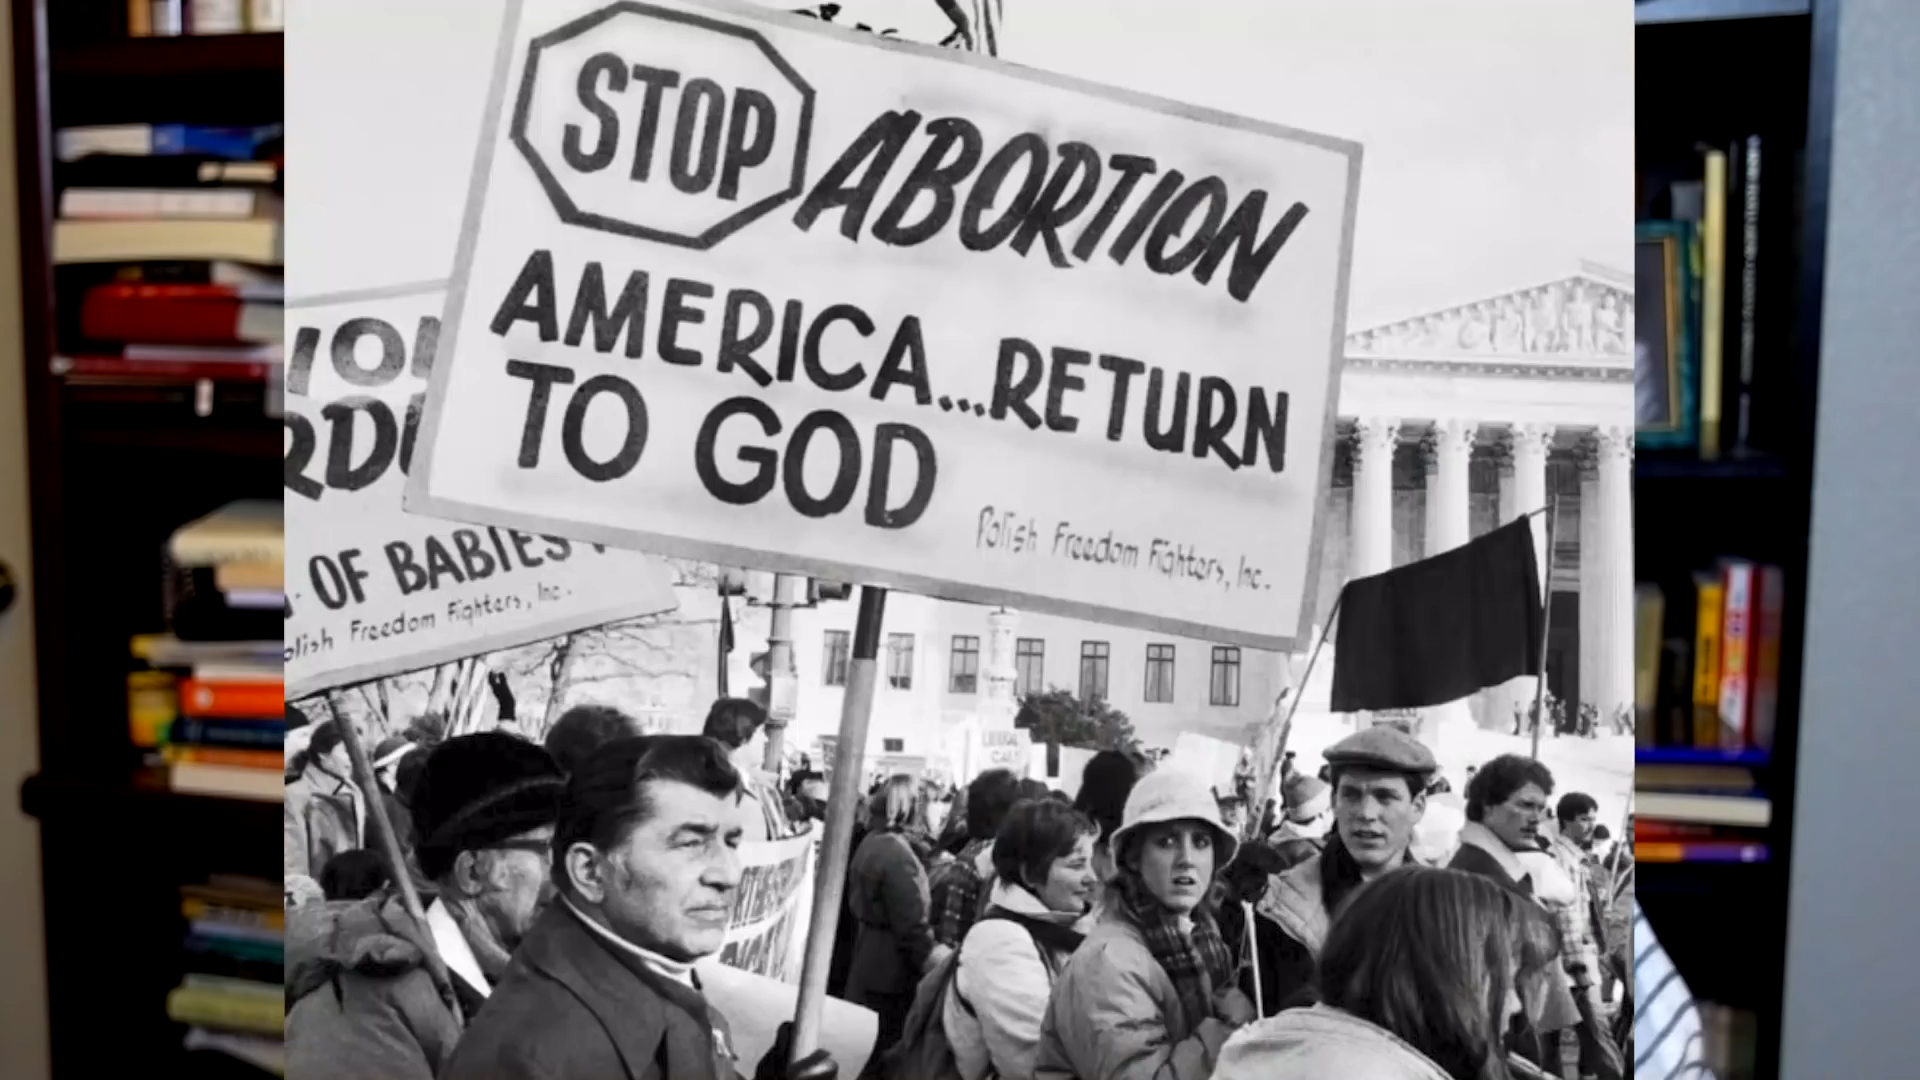 STOP ABORTION
AMERICA...RETURN
TO GOD
Polish Freedom Fighters, Inc.
OF BABIES
Freedom Fighters, Inc.